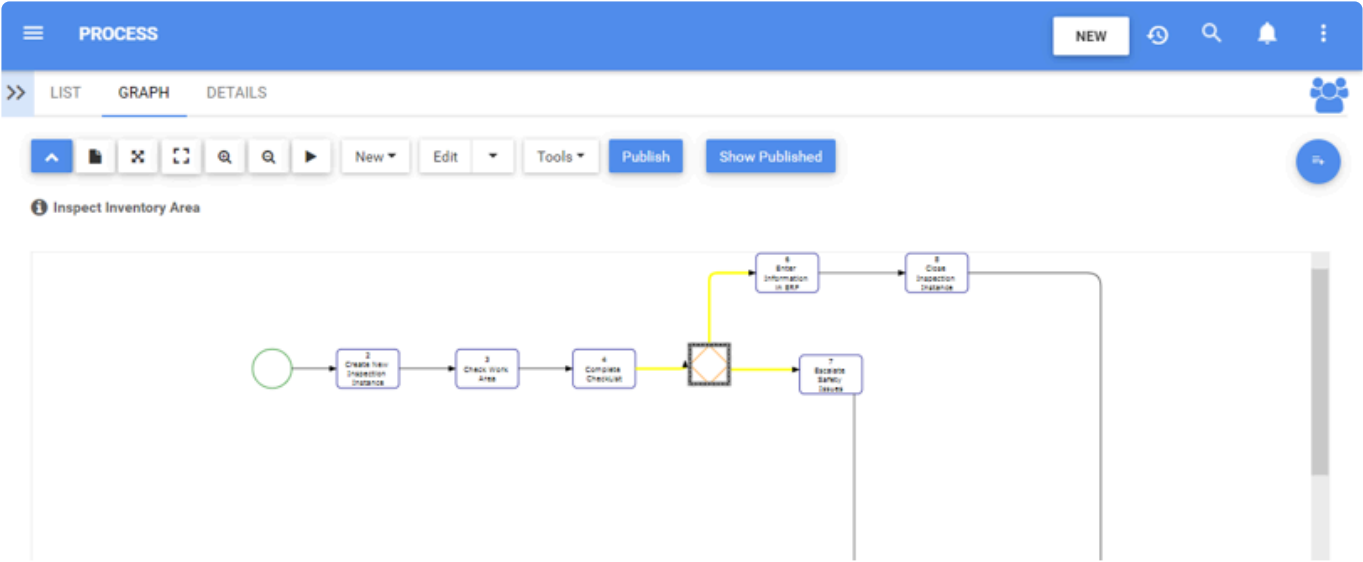 PROCESS
NEW
LIST
GRAPH
DETAILS
New
Edit
Tools
Publish
Show Published
Inspect Inventory Area
6
Enter
Information
in ERP
8
Close
Inspection
Instance
2
Create New
Inspection
Instance
3
Check Work
Area
4
Complete
Checklist
7
Escalate
Safety
Issues